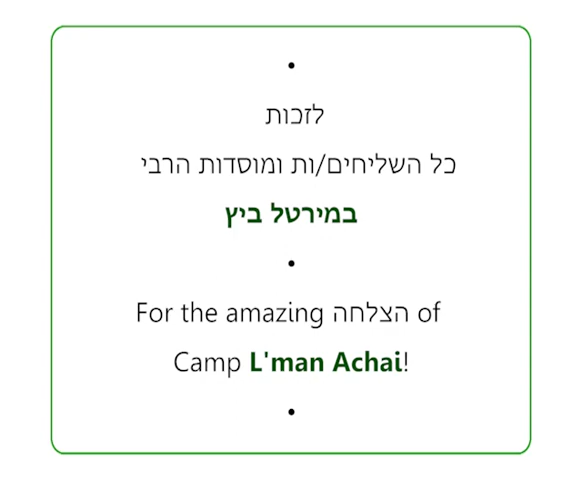 •
לזכות
כל השליחים/ות ומוסדות הרבי
במירטל ביץ
•
For the amazing הצלחה of
Camp L'man Achai!
•